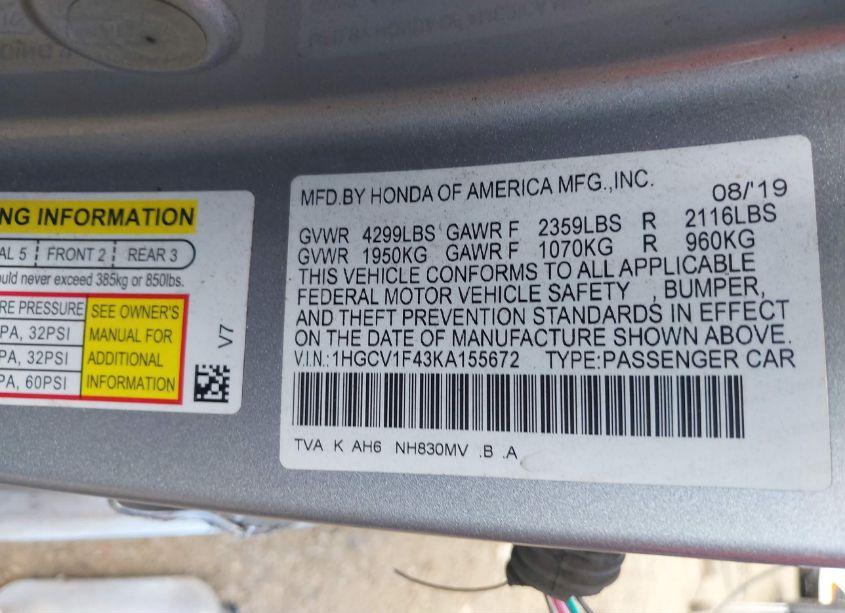 NG INFORMATION
AL 5 FRONT 2 REAR 3
ould never exceed 385kg or 850lbs.
RE PRESSURE SEE OWNER'S
PA, 32PSI MANUAL FOR
PA, 32PSI ADDITIONAL
PA, 60PSI INFORMATION
V7
MFD.BY HONDA OF AMERICA MFG.,INC. 08/'19
GVWR 4299LBS GAWR F 2359LBS R 2116LBS
GVWR 1950KG GAWR F 1070KG R 960KG
THIS VEHICLE CONFORMS TO ALL APPLICABLE
FEDERAL MOTOR VEHICLE SAFETY , BUMPER,
AND THEFT PREVENTION STANDARDS IN EFFECT
ON THE DATE OF MANUFACTURE SHOWN ABOVE.
V.I.N.:1HGCV1F43KA155672 TYPE:PASSENGER CAR
TVA K AH6 NH830MV .B .A